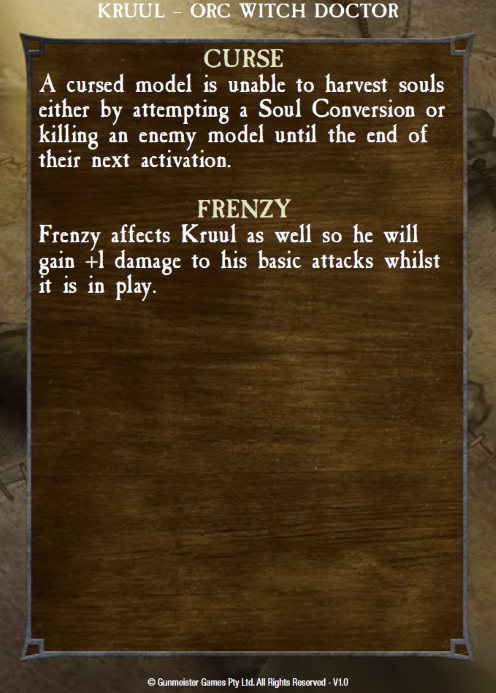 KRUUL – ORC WITCH DOCTOR
CURSE
A cursed model is unable to harvest souls
either by attempting a Soul Conversion or
killing an enemy model until the end of
their next activation.
FRENZY
Frenzy affects Kruul as well so he will
gain +1 damage to his basic attacks whilst
it is in play.
© Gunmeister Games Pty Ltd. All Rights Reserved - V1.0